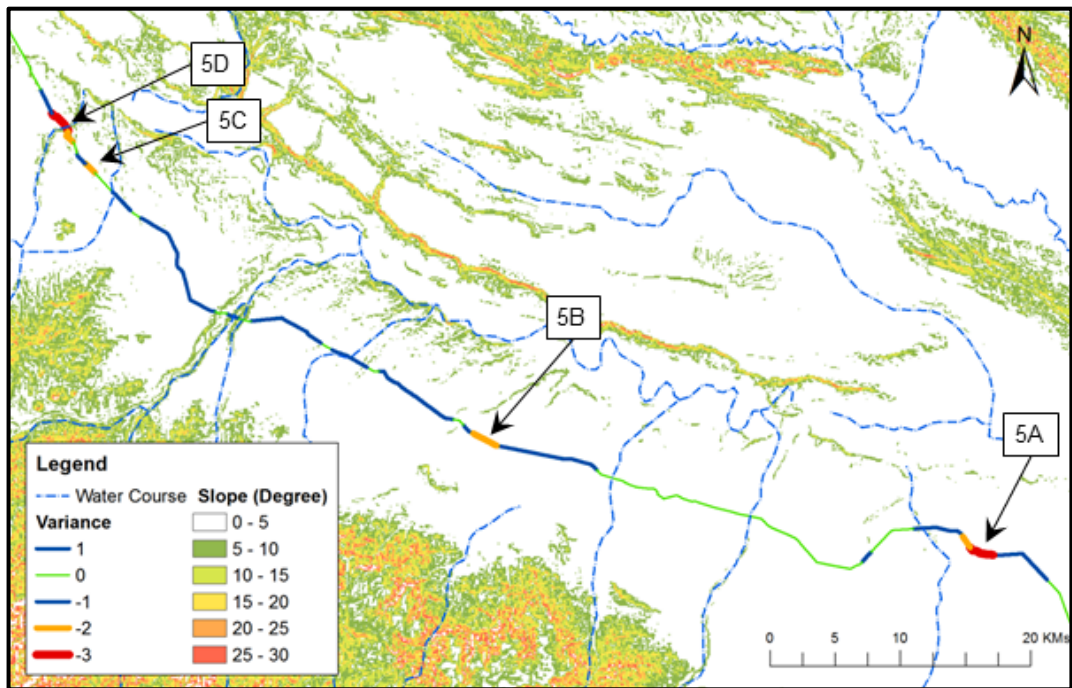 5D
N
5C
5B
5A
Legend
Water Course Slope (Degree)
Variance
1
0
-1
-2
-3
0 - 5
5 - 10
10 - 15
15 - 20
20 - 25
25 - 30
0 5 10 20 KMs